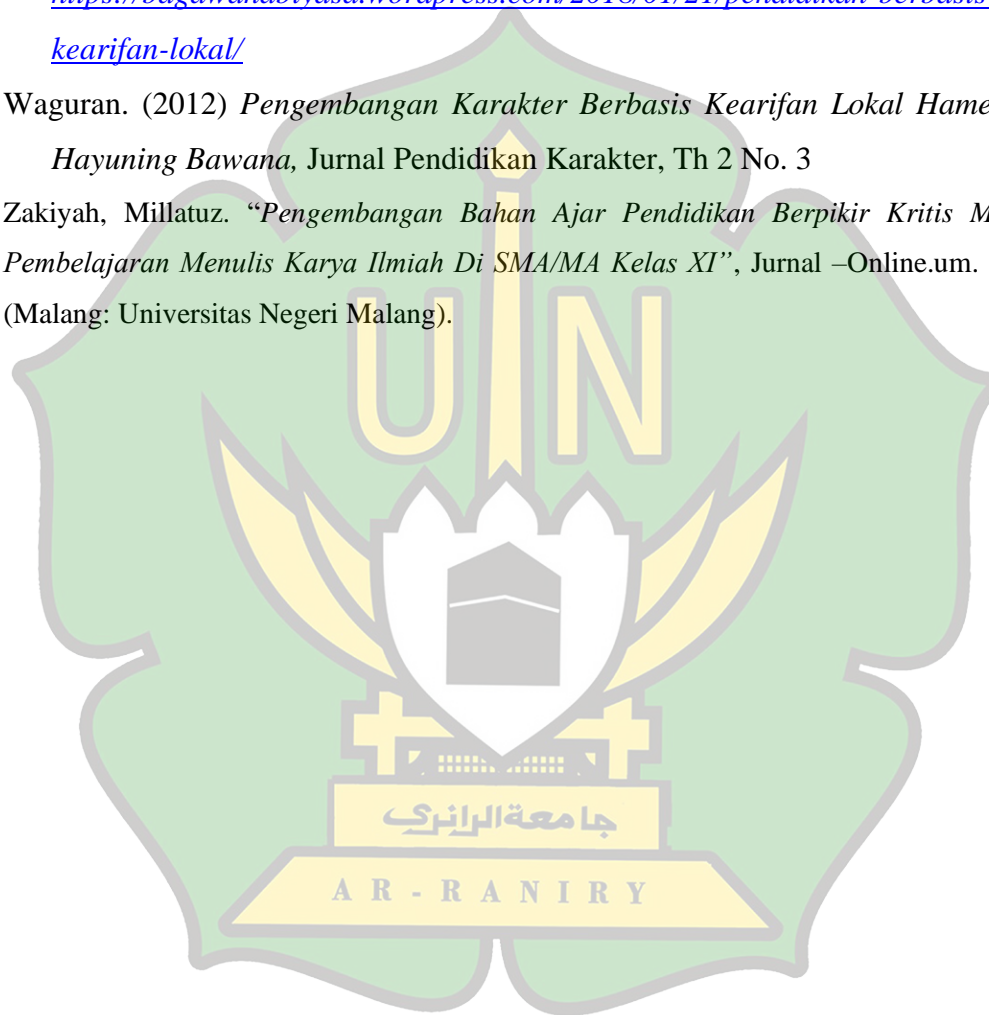 kearifan-lokal/
Waguran. (2012) Pengembangan Karakter Berbasis Kearifan Lokal Hame
Hayuning Bawana, Jurnal Pendidikan Karakter, Th 2 No. 3
Zakiyah, Millatuz. “Pengembangan Bahan Ajar Pendidikan Berpikir Kritis M
Pembelajaran Menulis Karya Ilmiah Di SMA/MA Kelas XI”, Jurnal –Online.um.
(Malang: Universitas Negeri Malang).
UIN
جامعةالرانري
AR-RANIRY